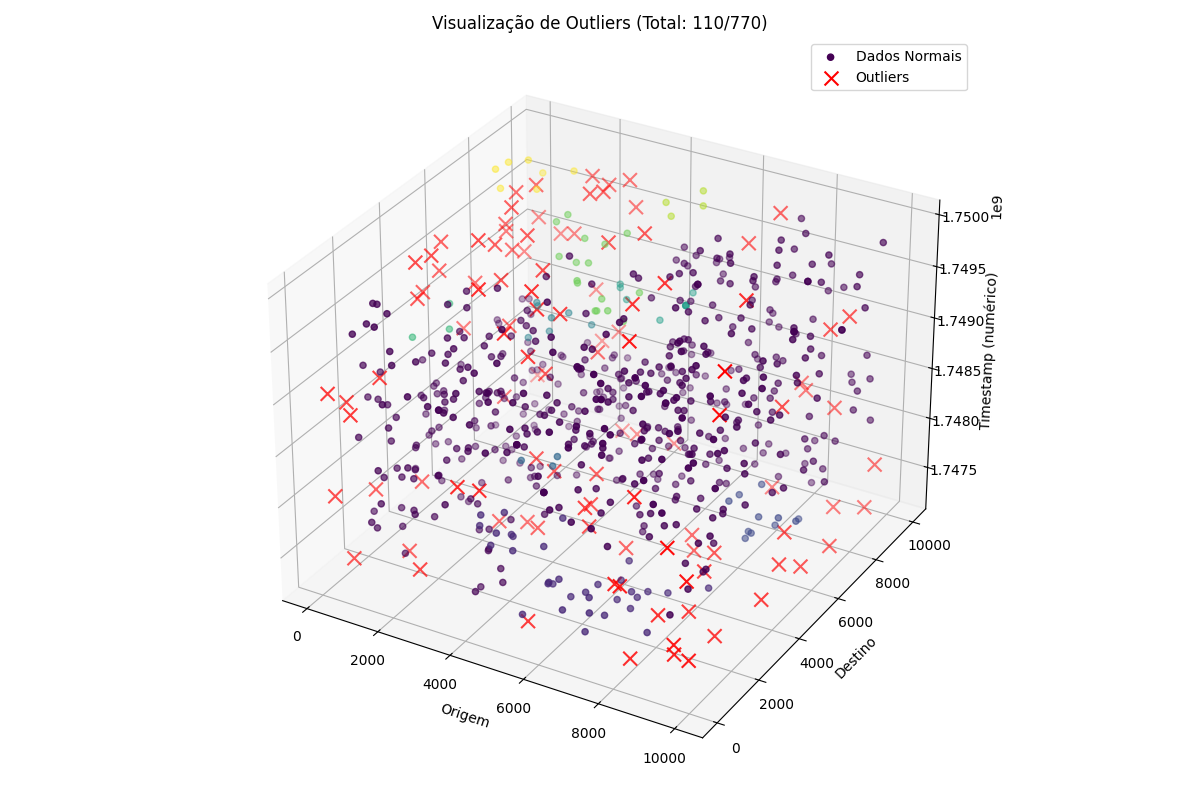 Visualização de Outliers (Total: 110/770)
Dados Normais
Outliers
1e9
1.7500
1.7495
1.7490
1.7485
1.7480
1.7475
Timestamp (numérico)
0
2000
4000
6000
8000
10000
Origem
0
2000
4000
6000
8000
10000
Destino